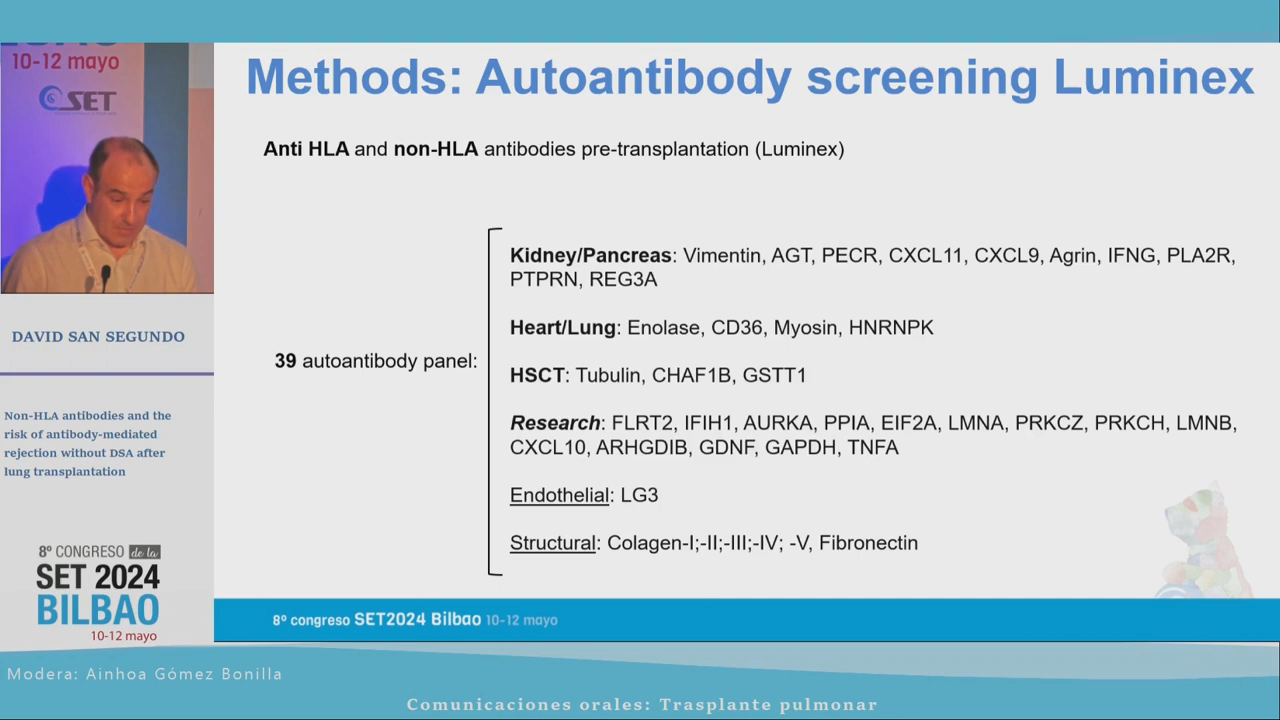 10-12 mayo
SET
DAVID SAN SEGUNDO
Non-HLA antibodies and the
risk of antibody-mediated
rejection without DSA after
lung transplantation
8º CONGRESO de la
SET 2024
BILBAO
10-12 mayo
Methods: Autoantibody screening Luminex
Anti HLA and non-HLA antibodies pre-transplantation (Luminex)
39 autoantibody panel:
Kidney/Pancreas: Vimentin, AGT, PECR, CXCL11, CXCL9, Agrin, IFNG, PLA2R,
PTPRN, REG3A
Heart/Lung: Enolase, CD36, Myosin, HNRNPK
HSCT: Tubulin, CHAF1B, GSTT1
Research: FLRT2, IFIH1, AURKA, PPIA, EIF2A, LMNA, PRKCZ, PRKCH, LMNB,
CXCL10, ARHGDIB, GDNF, GAPDH, TNFA
Endothelial: LG3
Structural: Colagen-I;-II;-III;-IV; -V, Fibronectin
8º congreso SET2024 Bilbao 10-12 mayo
Modera: Ainhoa Gómez Bonilla
Comunicaciones orales: Trasplante pulmonar